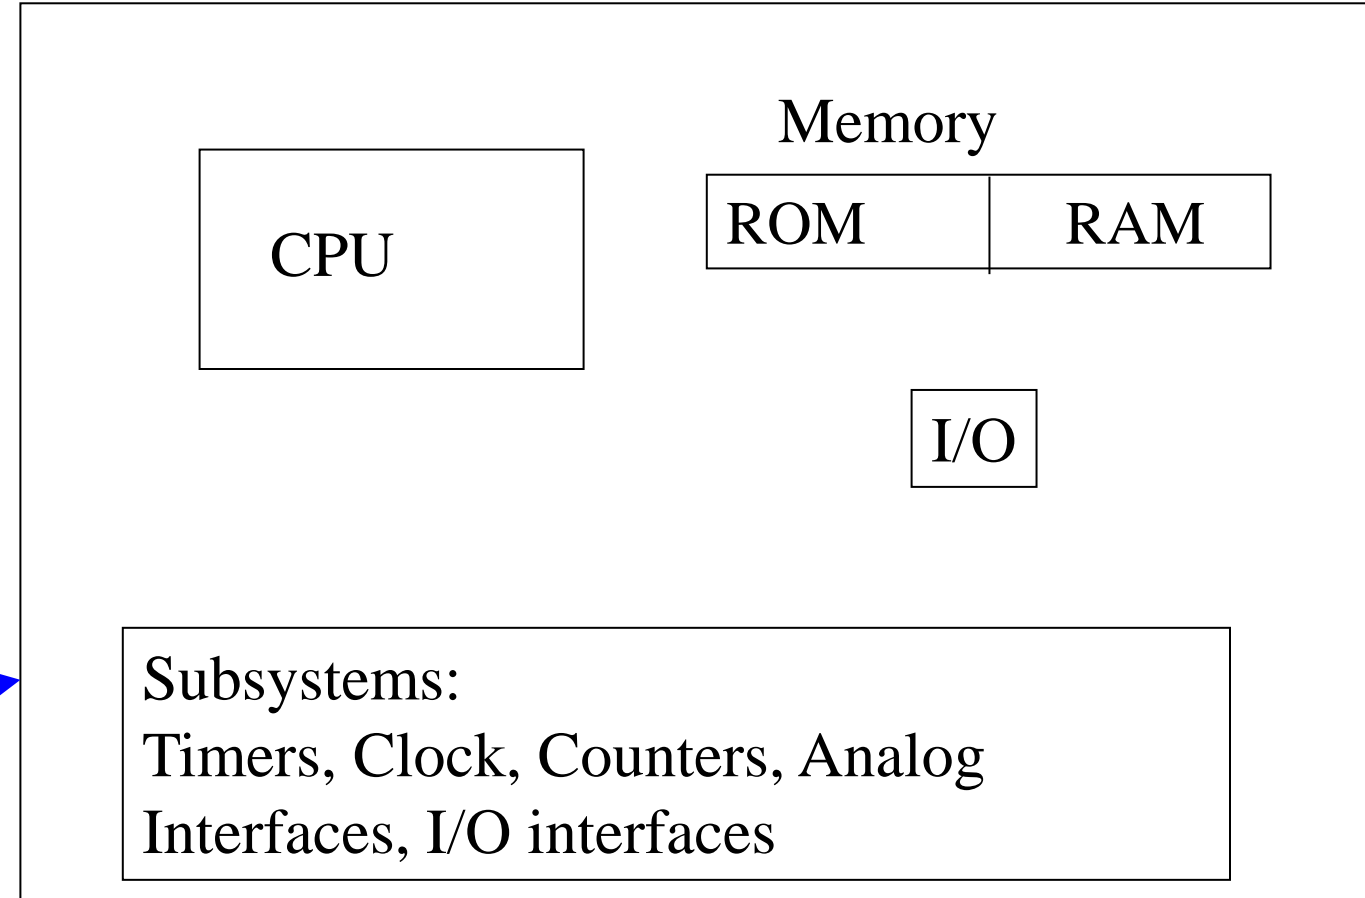 Memory
ROM
RAM
CPU
I/O
Subsystems:
Timers, Clock, Counters, Analog
Interfaces, I/O interfaces